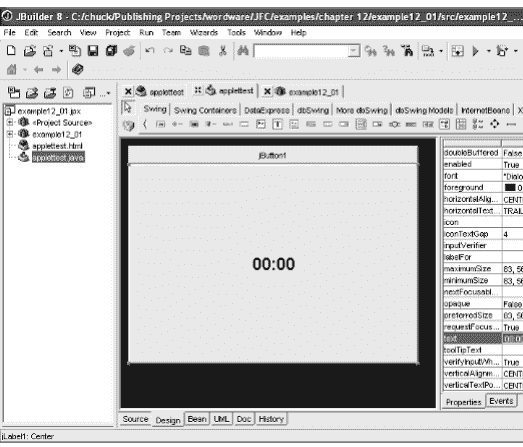 JBuilder 8 - C:/chuck/Publishing Projects/wordware/JFC/examples/chapter 12/example12_01/src/example12_...
File Edit Search View Project Run Team Wizards Tools Window Help
applettest applettest example12_01
Swing Swing Containers DataExpress dbSwing More dbSwing dbSwing Models InternetBeans X
example12_01.jpx
<Project Source>
example12_01
applettest.html
applettest.java
jButton1
00:00
doubleBuffered False
enabled True
font "Dialo
foreground 0
horizontalAlig... CENT
horizontalText... TRAIL
icon
iconTextGap 4
inputVerifier
labelFor
maximumSize 83, 56
minimumSize 83, 56
nextFocusabl...
opaque False
preferredSize 83, 56
requestFocus... True
text 00:00
toolTipText
verifyInputWh... True
verticalAlignm... CENT
verticalTextPo... CENT
Properties Events
Source Design Bean UML Doc History
jLabel1: Center